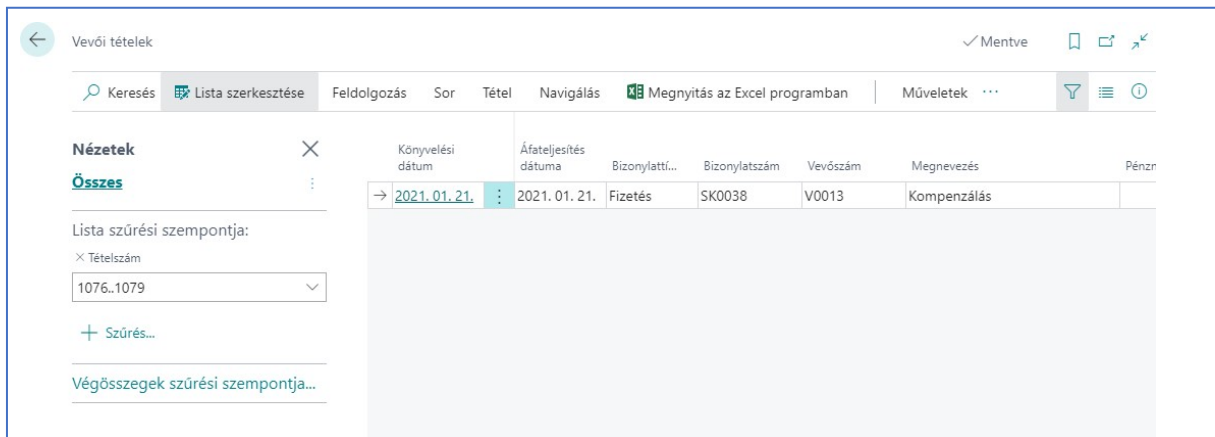 Vevői tételek
Mentve
Keresés Lista szerkesztése Feldolgozás Sor Tétel Navigálás Megnyitás az Excel programban Műveletek ...
Nézetek
Összes
Lista szűrési szempontja:
× Tételszám
1076..1079
+ Szűrés...
Végösszegek szűrési szempontja...
Könyvelési dátum Áfateljesítés dátuma Bizonylattí... Bizonylatszám Vevőszám Megnevezés Pénzn
→ 2021. 01. 21. 2021. 01. 21. Fizetés SK0038 V0013 Kompenzálás